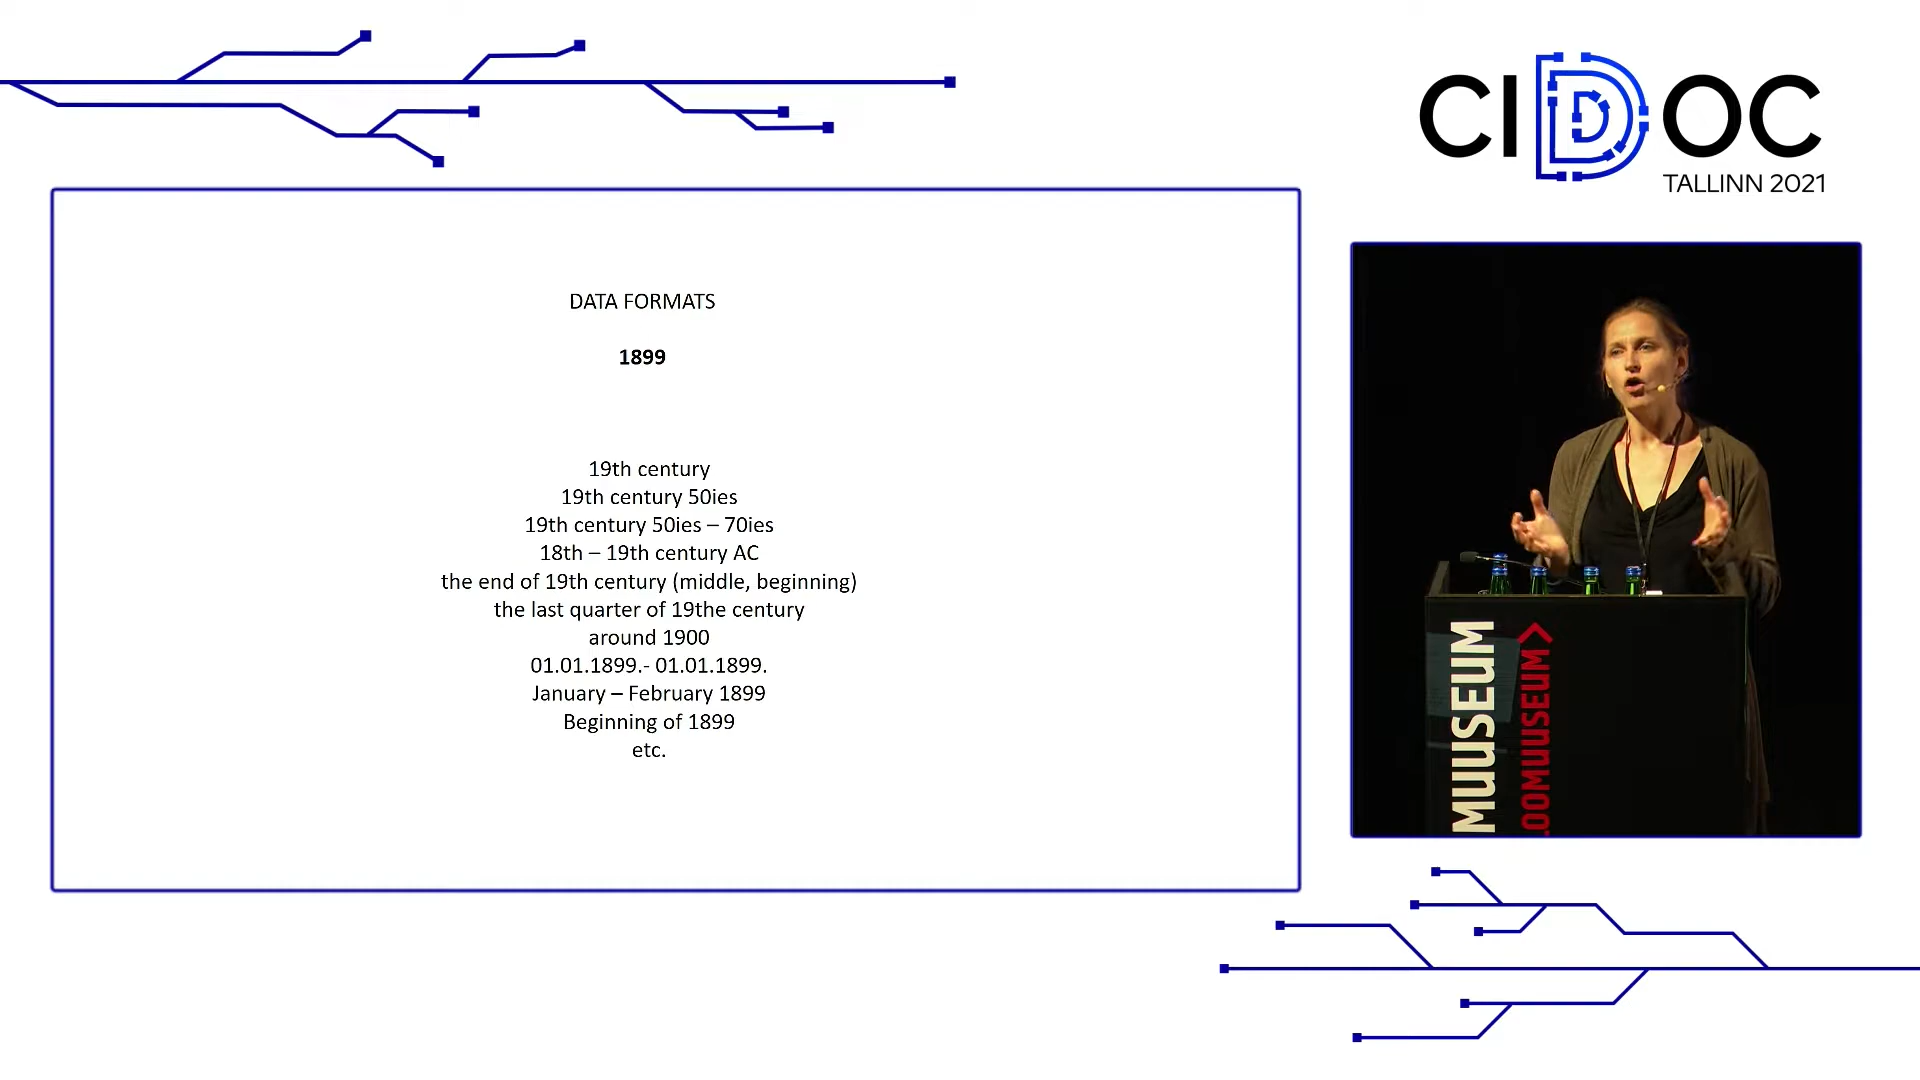 CIDOC
TALLINN 2021
DATA FORMATS
1899
19th century
19th century 50ies
19th century 50ies – 70ies
18th – 19th century AC
the end of 19th century (middle, beginning)
the last quarter of 19the century
around 1900
01.01.1899.- 01.01.1899.
January – February 1899
Beginning of 1899
etc.
MUUSEUM
LOOMUUSEUM